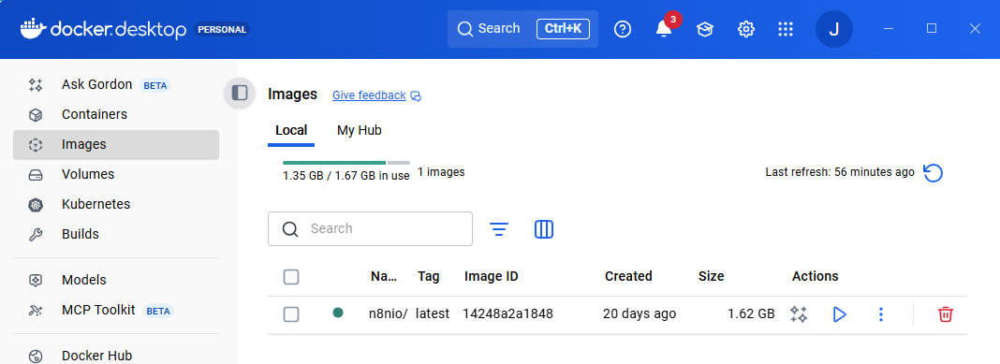 docker.desktop PERSONAL Search Ctrl+K 3 J
Ask Gordon BETA
Containers
Images
Volumes
Kubernetes
Builds
Models
MCP Toolkit BETA
Docker Hub
Images Give feedback
Local My Hub
1.35 GB / 1.67 GB in use 1 images Last refresh: 56 minutes ago
Search
Na... Tag Image ID Created Size Actions
n8nio/ latest 14248a2a1848 20 days ago 1.62 GB